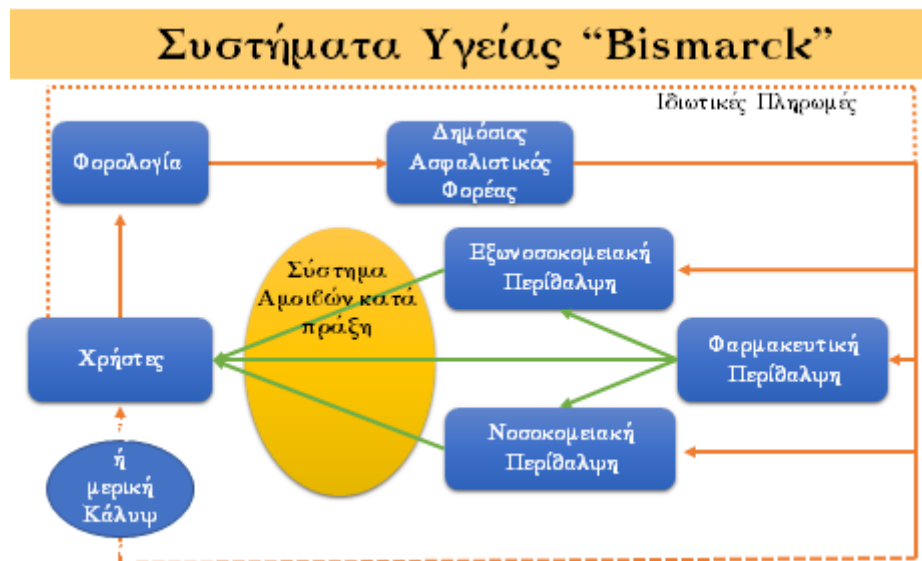 Συστήματα Υγείας “Bismarck”
Ιδιωτικές Πληρωμές
Φορολογία
Δημόσιος
Ασφαλιστικός
Φορέας
Εξωνοσοκομειακή
Περίθαλψη
Σύστημα
Αμοιβών κατά
πράξη
Χρήστες
Φαρμακευτική
Περίθαλψη
Νοσοκομειακή
Περίθαλψη
ή
μερική
Κάλυψ